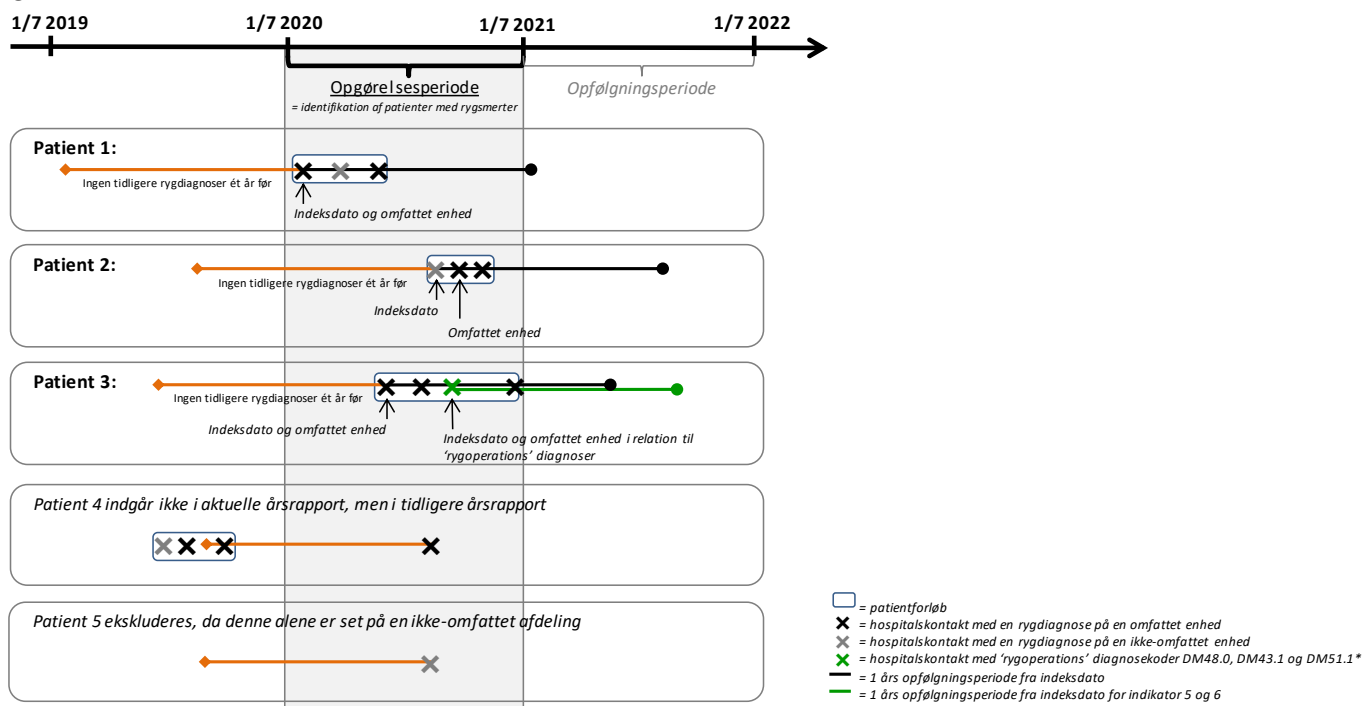 1/7 2019 1/7 2020 1/7 2021 1/7 2022
Opgørelsesperiode
= identifikation af patienter med rygsmerter
Opfølgningsperiode
Patient 1:
Ingen tidligere rygdiagnoser ét år før
Indeksdato og omfattet enhed
Patient 2:
Ingen tidligere rygdiagnoser ét år før
Indeksdato
Omfattet enhed
Patient 3:
Ingen tidligere rygdiagnoser ét år før
Indeksdato og omfattet enhed
Indeksdato og omfattet enhed i relation til
'rygoperations' diagnoser
Patient 4 indgår ikke i aktuelle årsrapport, men i tidligere årsrapport
Patient 5 ekskluderes, da denne alene er set på en ikke-omfattet afdeling
= patientforløb
= hospitalskontakt med en rygdiagnose på en omfattet enhed
= hospitalskontakt med en rygdiagnose på en ikke-omfattet enhed
= hospitalskontakt med 'rygoperations' diagnosekoder DM48.0, DM43.1 og DM51.1*
= 1 års opfølgningsperiode fra indeksdato
= 1 års opfølgningsperiode fra indeksdato for indikator 5 og 6